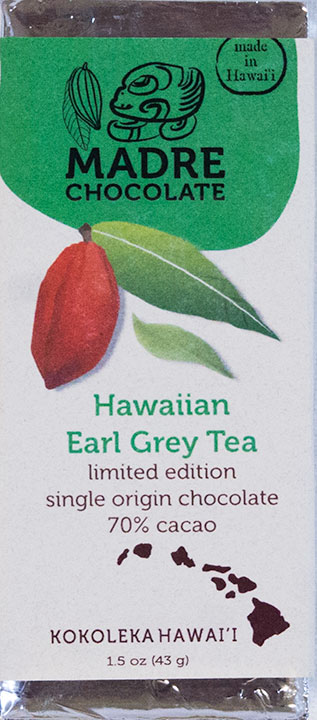 made
in
Hawai'i
MADRE
CHOCOLATE
Hawaiian
Earl Grey Tea
limited edition
single origin chocolate
70% cacao
KOKOLEKA HAWAI'I
1.5 oz (43 g)